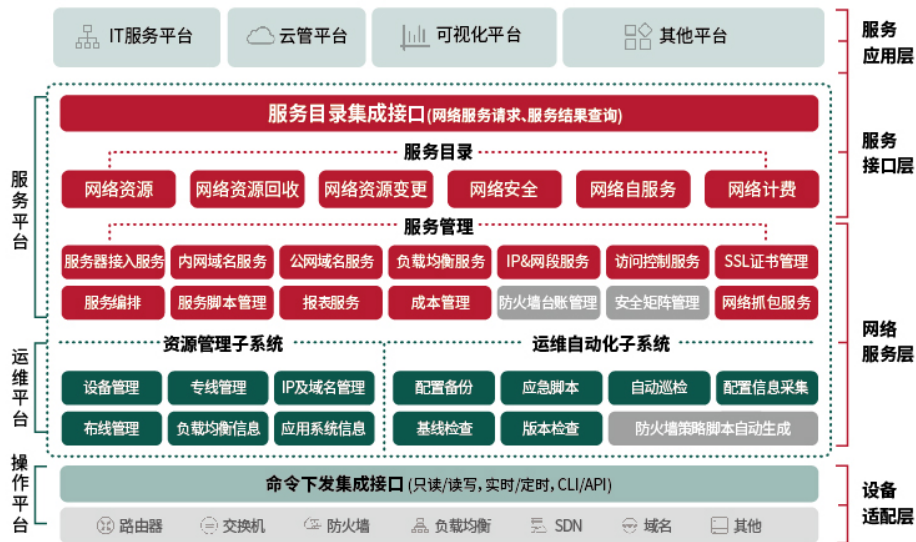 IT服务平台
云管平台
可视化平台
其他平台
服务
应用层
服务目录集成接口(网络服务请求、服务结果查询)
服务目录
服务
接口层
网络资源
网络资源回收
网络资源变更
网络安全
网络自服务
网络计费
服务平台
服务管理
服务器接入服务
内网域名服务
公网域名服务
负载均衡服务
IP&网段服务
访问控制服务
SSL证书管理
服务编排
服务脚本管理
报表服务
成本管理
防火墙台账管理
安全矩阵管理
网络抓包服务
网络
服务层
运维平台
资源管理子系统
运维自动化子系统
设备管理
专线管理
IP及域名管理
配置备份
应急脚本
自动巡检
配置信息采集
布线管理
负载均衡信息
应用系统信息
基线检查
版本检查
防火墙策略脚本自动生成
操作平台
命令下发集成接口(只读/读写,实时/定时,CLI/API)
设备
适配层
路由器
交换机
防火墙
负载均衡
SDN
域名
其他